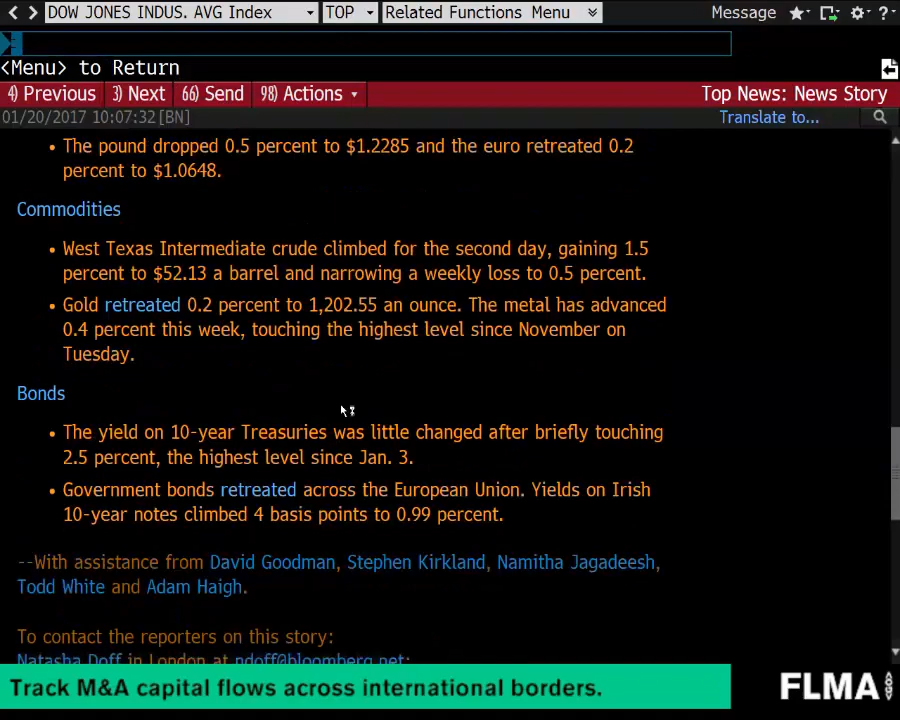 DOW JONES INDUS. AVG Index TOP Related Functions Menu Message ?
<Menu> to Return
4) Previous 3) Next 66) Send 98) Actions Top News: News Story
01/20/2017 10:07:32 [BN] Translate to...
• The pound dropped 0.5 percent to $1.2285 and the euro retreated 0.2
percent to $1.0648.
Commodities
• West Texas Intermediate crude climbed for the second day, gaining 1.5
percent to $52.13 a barrel and narrowing a weekly loss to 0.5 percent.
• Gold retreated 0.2 percent to 1,202.55 an ounce. The metal has advanced
0.4 percent this week, touching the highest level since November on
Tuesday.
Bonds
• The yield on 10-year Treasuries was little changed after briefly touching
2.5 percent, the highest level since Jan. 3.
• Government bonds retreated across the European Union. Yields on Irish
10-year notes climbed 4 basis points to 0.99 percent.
--With assistance from David Goodman, Stephen Kirkland, Namitha Jagadeesh,
Todd White and Adam Haigh.
To contact the reporters on this story:
Natasha Doff in London at ndoff@bloomberg.net;
Track M&A capital flows across international borders.
FLMA